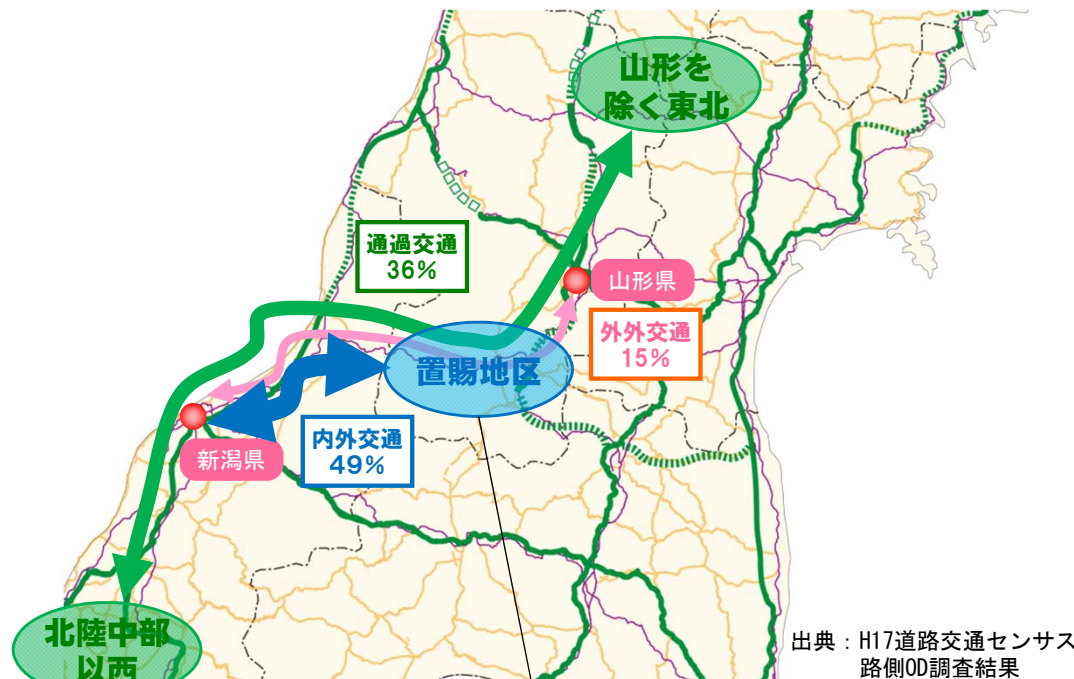 山形を
除く東北
通過交通
36%
山形県
外外交通
15%
置賜地区
内外交通
49%
新潟県
北陸中部
以西
出典：H17道路交通センサス
路側OD調査結果